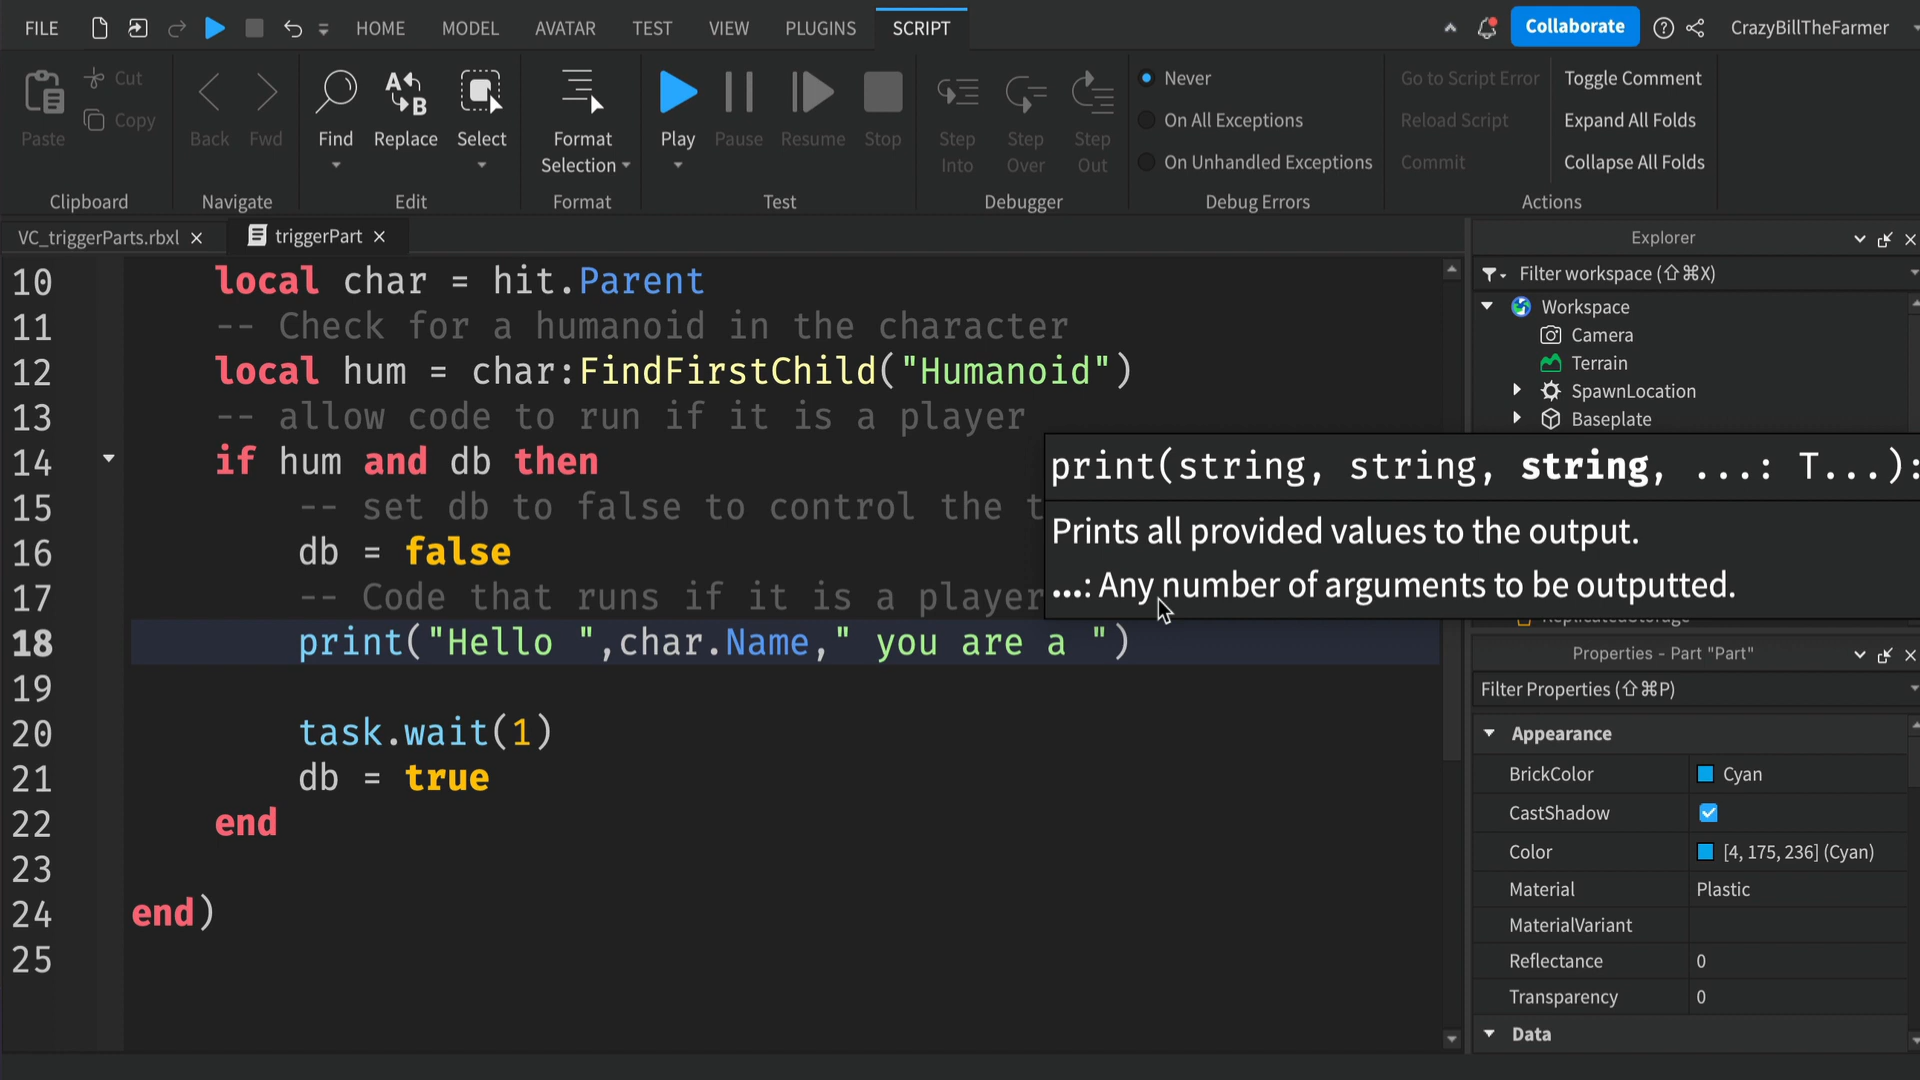 FILE HOME MODEL AVATAR TEST VIEW PLUGINS SCRIPT Collaborate CrazyBillTheFarmer
Paste Cut Copy Back Fwd Find Replace Select Format Selection Play Pause Resume Stop Step Into Step Over Step Out
Never
On All Exceptions
On Unhandled Exceptions
Go to Script Error
Reload Script
Commit
Toggle Comment
Expand All Folds
Collapse All Folds
Clipboard Navigate Edit Format Test Debugger Debug Errors Actions
VC_triggerParts.rbxl triggerPart
10 local char = hit.Parent
11 -- Check for a humanoid in the character
12 local hum = char:FindFirstChild("Humanoid")
13 -- allow code to run if it is a player
14 if hum and db then
15 -- set db to false to control the t
16 db = false
17 -- Code that runs if it is a player
18 print("Hello ",char.Name," you are a ")
19
20 task.wait(1)
21 db = true
22 end
23
24 end)
25
print(string, string, string, ...: T...):
Prints all provided values to the output.
...: Any number of arguments to be outputted.
Explorer
Filter workspace (⇧⌘X)
Workspace
Camera
Terrain
SpawnLocation
Baseplate
Properties - Part "Part"
Filter Properties (⇧⌘P)
Appearance
BrickColor Cyan
CastShadow
Color [4, 175, 236] (Cyan)
Material Plastic
MaterialVariant
Reflectance 0
Transparency 0
Data